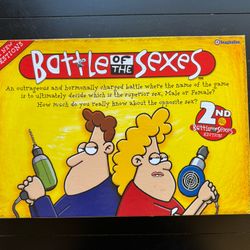 NEW
QUESTIONS
Imagination
BATTLE OF THE SEXES
An outrageous and hormonally charged battle where the name of the game
is to ultimately decide which is the superior sex, Male or Female?
How much do you really know about the opposite sex?
2ND
Battle of the Sexes
EDITION